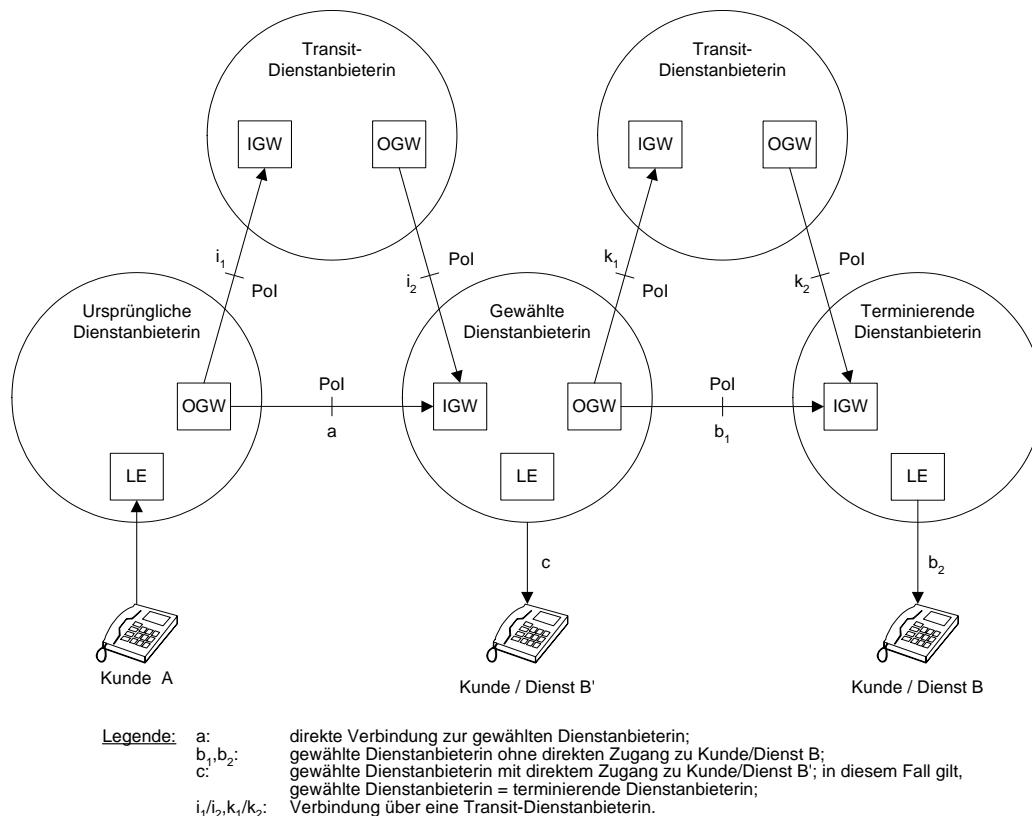 Transit-
Dienstanbieterin
Transit-
Dienstanbieterin
IGW
OGW
IGW
OGW
i₁
PoI
PoI
i₂
k₁
PoI
PoI
k₂
Ursprüngliche
Dienstanbieterin
Gewählte
Dienstanbieterin
Terminierende
Dienstanbieterin
OGW
PoI
a
IGW
OGW
PoI
b₁
IGW
LE
LE
LE
c
b₂
Kunde A
Kunde / Dienst B'
Kunde / Dienst B
Legende: a: direkte Verbindung zur gewählten Dienstanbieterin;
b₁,b₂: gewählte Dienstanbieterin ohne direkten Zugang zu Kunde/Dienst B;
c: gewählte Dienstanbieterin mit direktem Zugang zu Kunde/Dienst B'; in diesem Fall gilt,
gewählte Dienstanbieterin = terminierende Dienstanbieterin;
i₁/i₂,k₁/k₂: Verbindung über eine Transit-Dienstanbieterin.